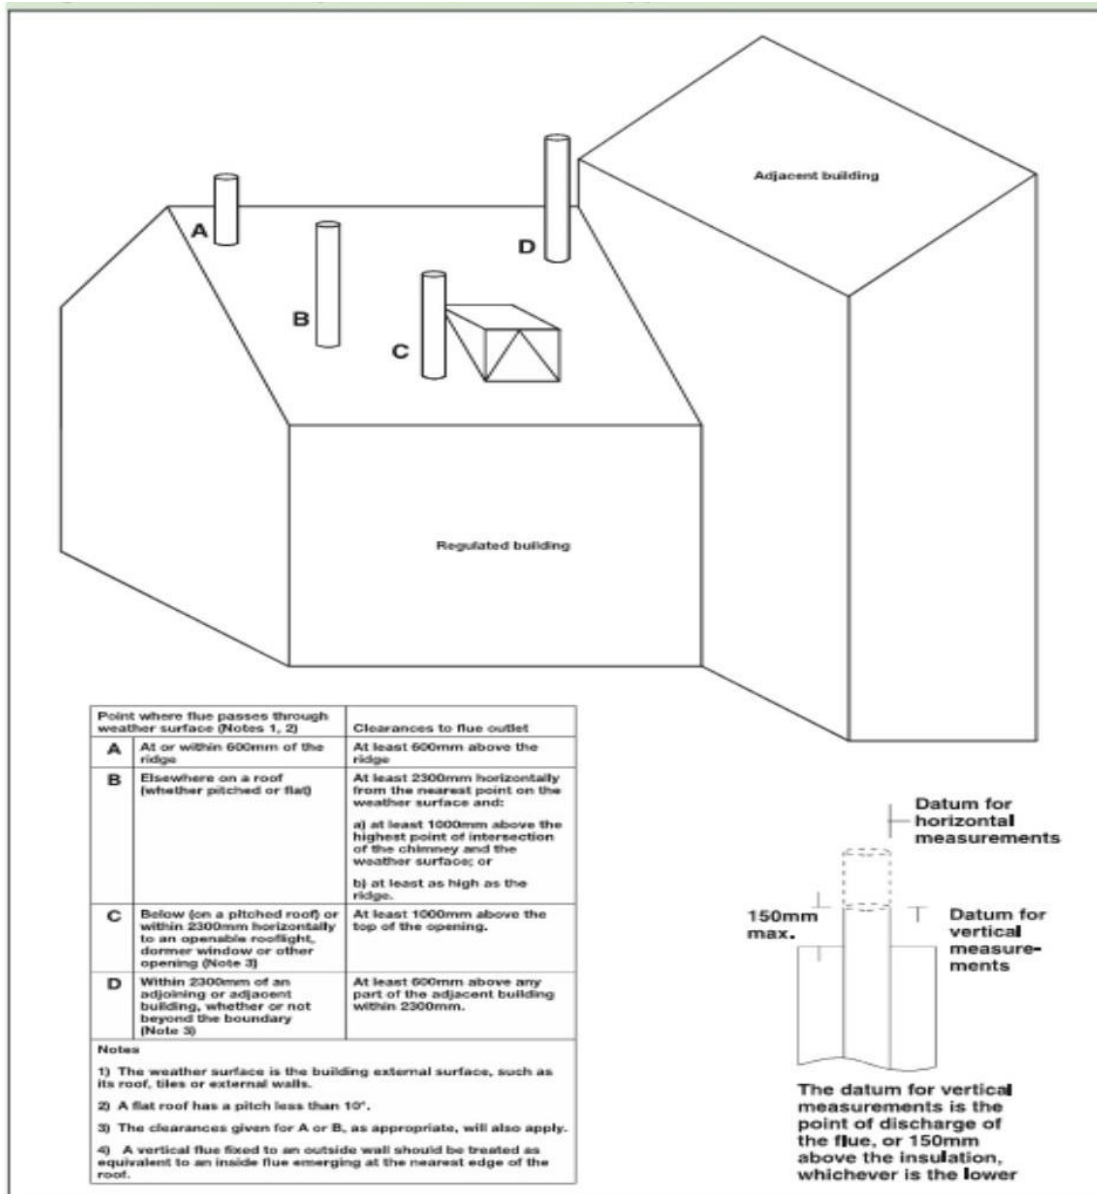 Adjacent building
A
D
B
C
Regulated building
Point where flue passes through
weather surface (Notes 1, 2)
Clearances to flue outlet
A
At or within 600mm of the
ridge
At least 600mm above the
ridge
B
Elsewhere on a roof
(whether pitched or flat)
At least 2300mm horizontally
from the nearest point on the
weather surface and:
a) at least 1000mm above the
highest point of intersection
of the chimney and the
weather surface; or
b) at least as high as the
ridge.
C
Below (on a pitched roof) or
within 2300mm horizontally
to an openable rooflight,
dormer window or other
opening (Note 3)
At least 1000mm above the
top of the opening.
D
Within 2300mm of an
adjoining or adjacent
building, whether or not
beyond the boundary
(Note 3)
At least 600mm above any
part of the adjacent building
within 2300mm.
Notes
1) The weather surface is the building external surface, such as
its roof, tiles or external walls.
2) A flat roof has a pitch less than 10°.
3) The clearances given for A or B, as appropriate, will also apply.
4) A vertical flue fixed to an outside wall should be treated as
equivalent to an inside flue emerging at the nearest edge of the
roof.
Datum for
horizontal
measurements
150mm
max.
Datum for
vertical
measure-
ments
The datum for vertical
measurements is the
point of discharge of
the flue, or 150mm
above the insulation,
whichever is the lower